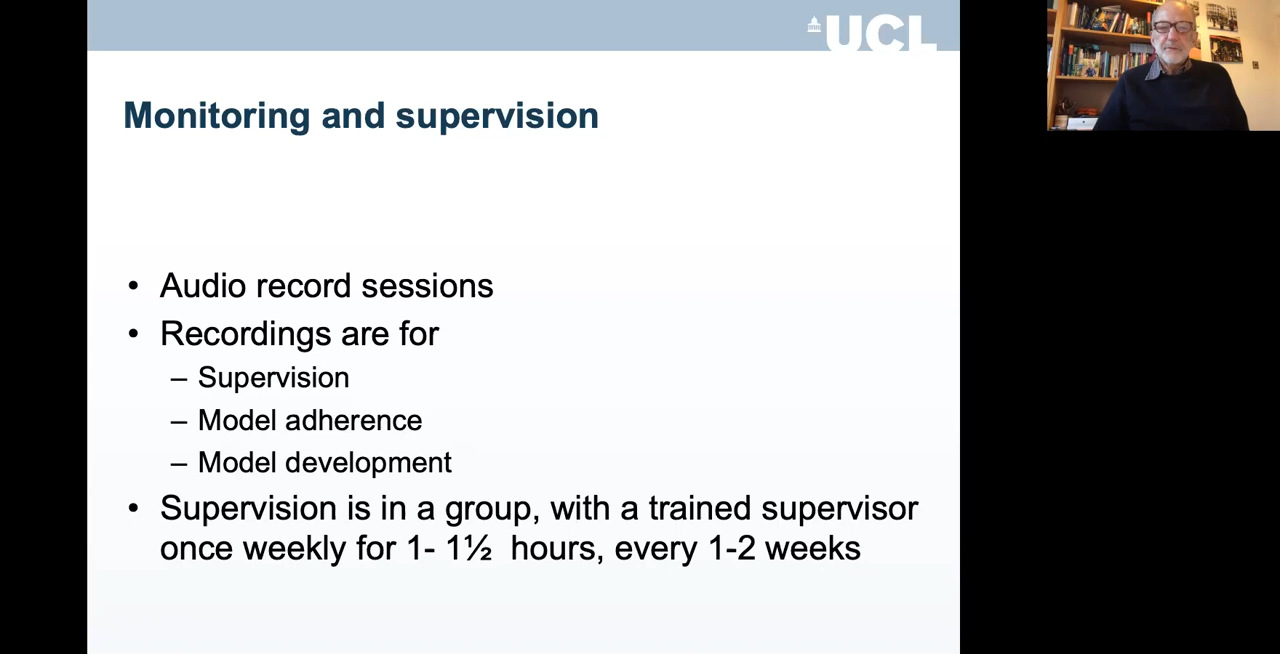 UCL
Monitoring and supervision
• Audio record sessions
• Recordings are for
– Supervision
– Model adherence
– Model development
• Supervision is in a group, with a trained supervisor
once weekly for 1- 1½ hours, every 1-2 weeks